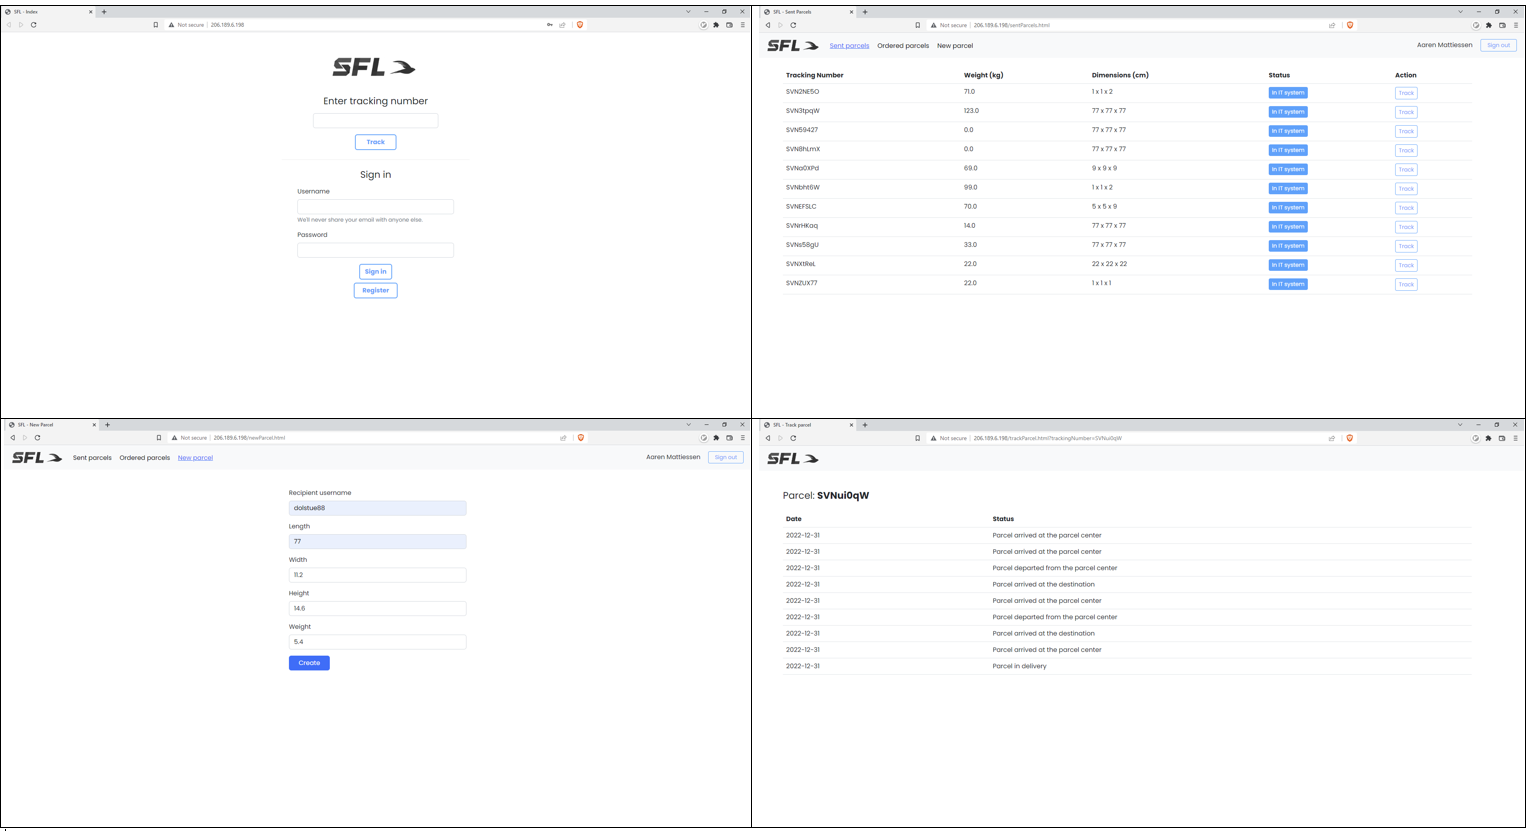 SFL - Index
Not secure | 206.189.6.198
SFL
Enter tracking number
Track
Sign in
Username
We'll never share your email with anyone else.
Password
Sign in
Register
SFL - Sent Parcels
Not secure | 206.189.6.198/sentParcels.html
SFL Sent parcels Ordered parcels New parcel Aaren Mattiessen Sign out
Tracking Number Weight (kg) Dimensions (cm) Status Action
SVN2NE5O 71.0 1 x 1 x 2 In IT system Track
SVN3tpqW 123.0 77 x 77 x 77 In IT system Track
SVN59427 0.0 77 x 77 x 77 In IT system Track
SVN8hLmX 0.0 77 x 77 x 77 In IT system Track
SVNa0XPd 69.0 9 x 9 x 9 In IT system Track
SVNbht6W 99.0 1 x 1 x 2 In IT system Track
SVNEFSLC 70.0 5 x 5 x 9 In IT system Track
SVNrHKaq 14.0 77 x 77 x 77 In IT system Track
SVNs58gU 33.0 77 x 77 x 77 In IT system Track
SVNXtReL 22.0 22 x 22 x 22 In IT system Track
SVNZUX77 22.0 1 x 1 x 1 In IT system Track
SFL - New Parcel
Not secure | 206.189.6.198/newParcel.html
SFL Sent parcels Ordered parcels New parcel Aaren Mattiessen Sign out
Recipient username
dolstue88
Length
77
Width
11.2
Height
14.6
Weight
5.4
Create
SFL - Track parcel
Not secure | 206.189.6.198/trackParcel.html?trackingNumber=SVNui0qW
SFL
Parcel: SVNui0qW
Date Status
2022-12-31 Parcel arrived at the parcel center
2022-12-31 Parcel arrived at the parcel center
2022-12-31 Parcel departed from the parcel center
2022-12-31 Parcel arrived at the destination
2022-12-31 Parcel arrived at the parcel center
2022-12-31 Parcel departed from the parcel center
2022-12-31 Parcel arrived at the destination
2022-12-31 Parcel arrived at the parcel center
2022-12-31 Parcel in delivery